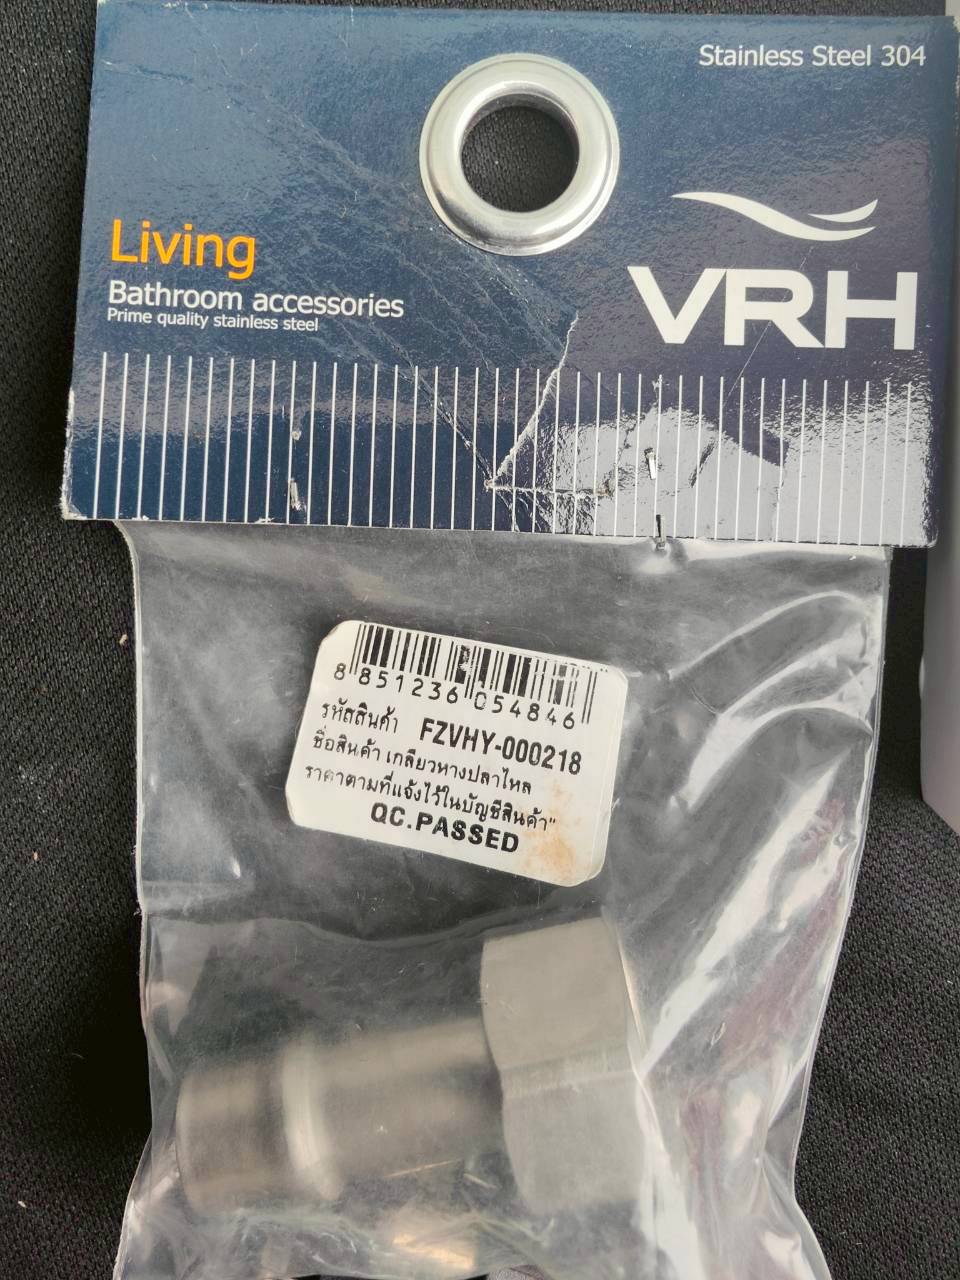 Stainless Steel 304
VRH
Living
Bathroom accessories
Prime quality stainless steel
8 851236 054846
รหัสสินค้า FZVHY-000218
ชื่อสินค้า เกลียวหางปลาไหล
ราคาตามที่แจ้งไว้ในบัญชีสินค้า"
QC.PASSED